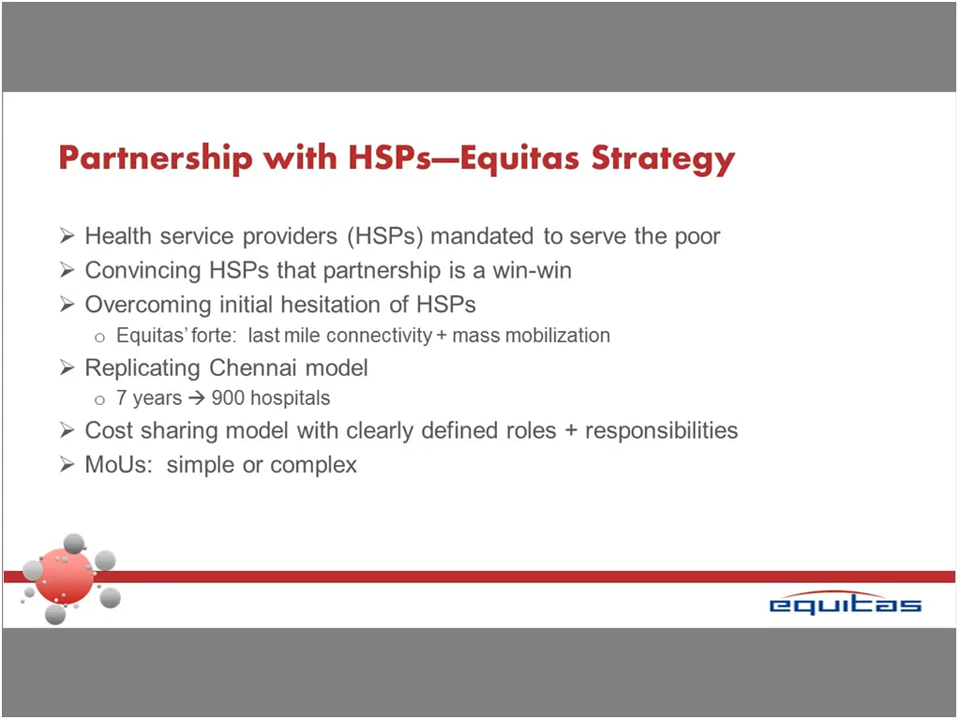 Partnership with HSPs—Equitas Strategy
➢ Health service providers (HSPs) mandated to serve the poor
➢ Convincing HSPs that partnership is a win-win
➢ Overcoming initial hesitation of HSPs
o Equitas’ forte:  last mile connectivity + mass mobilization
➢ Replicating Chennai model
o 7 years → 900 hospitals
➢ Cost sharing model with clearly defined roles + responsibilities
➢ MoUs:  simple or complex
equitas